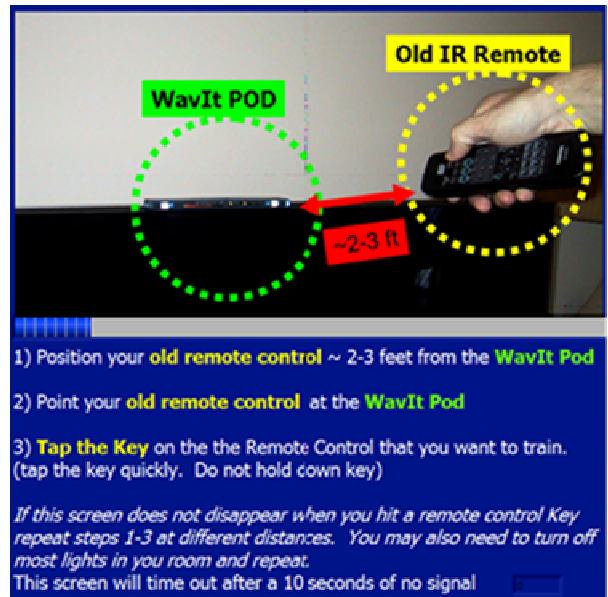 Old IR Remote
WavIt POD
~2-3 ft
1) Position your old remote control ~ 2-3 feet from the WavIt Pod
2) Point your old remote control at the WavIt Pod
3) Tap the Key on the the Remote Control that you want to train.
(tap the key quickly. Do not hold down key)
If this screen does not disappear when you hit a remote control Key
repeat steps 1-3 at different distances. You may also need to turn off
most lights in you room and repeat.
This screen will time out after a 10 seconds of no signal